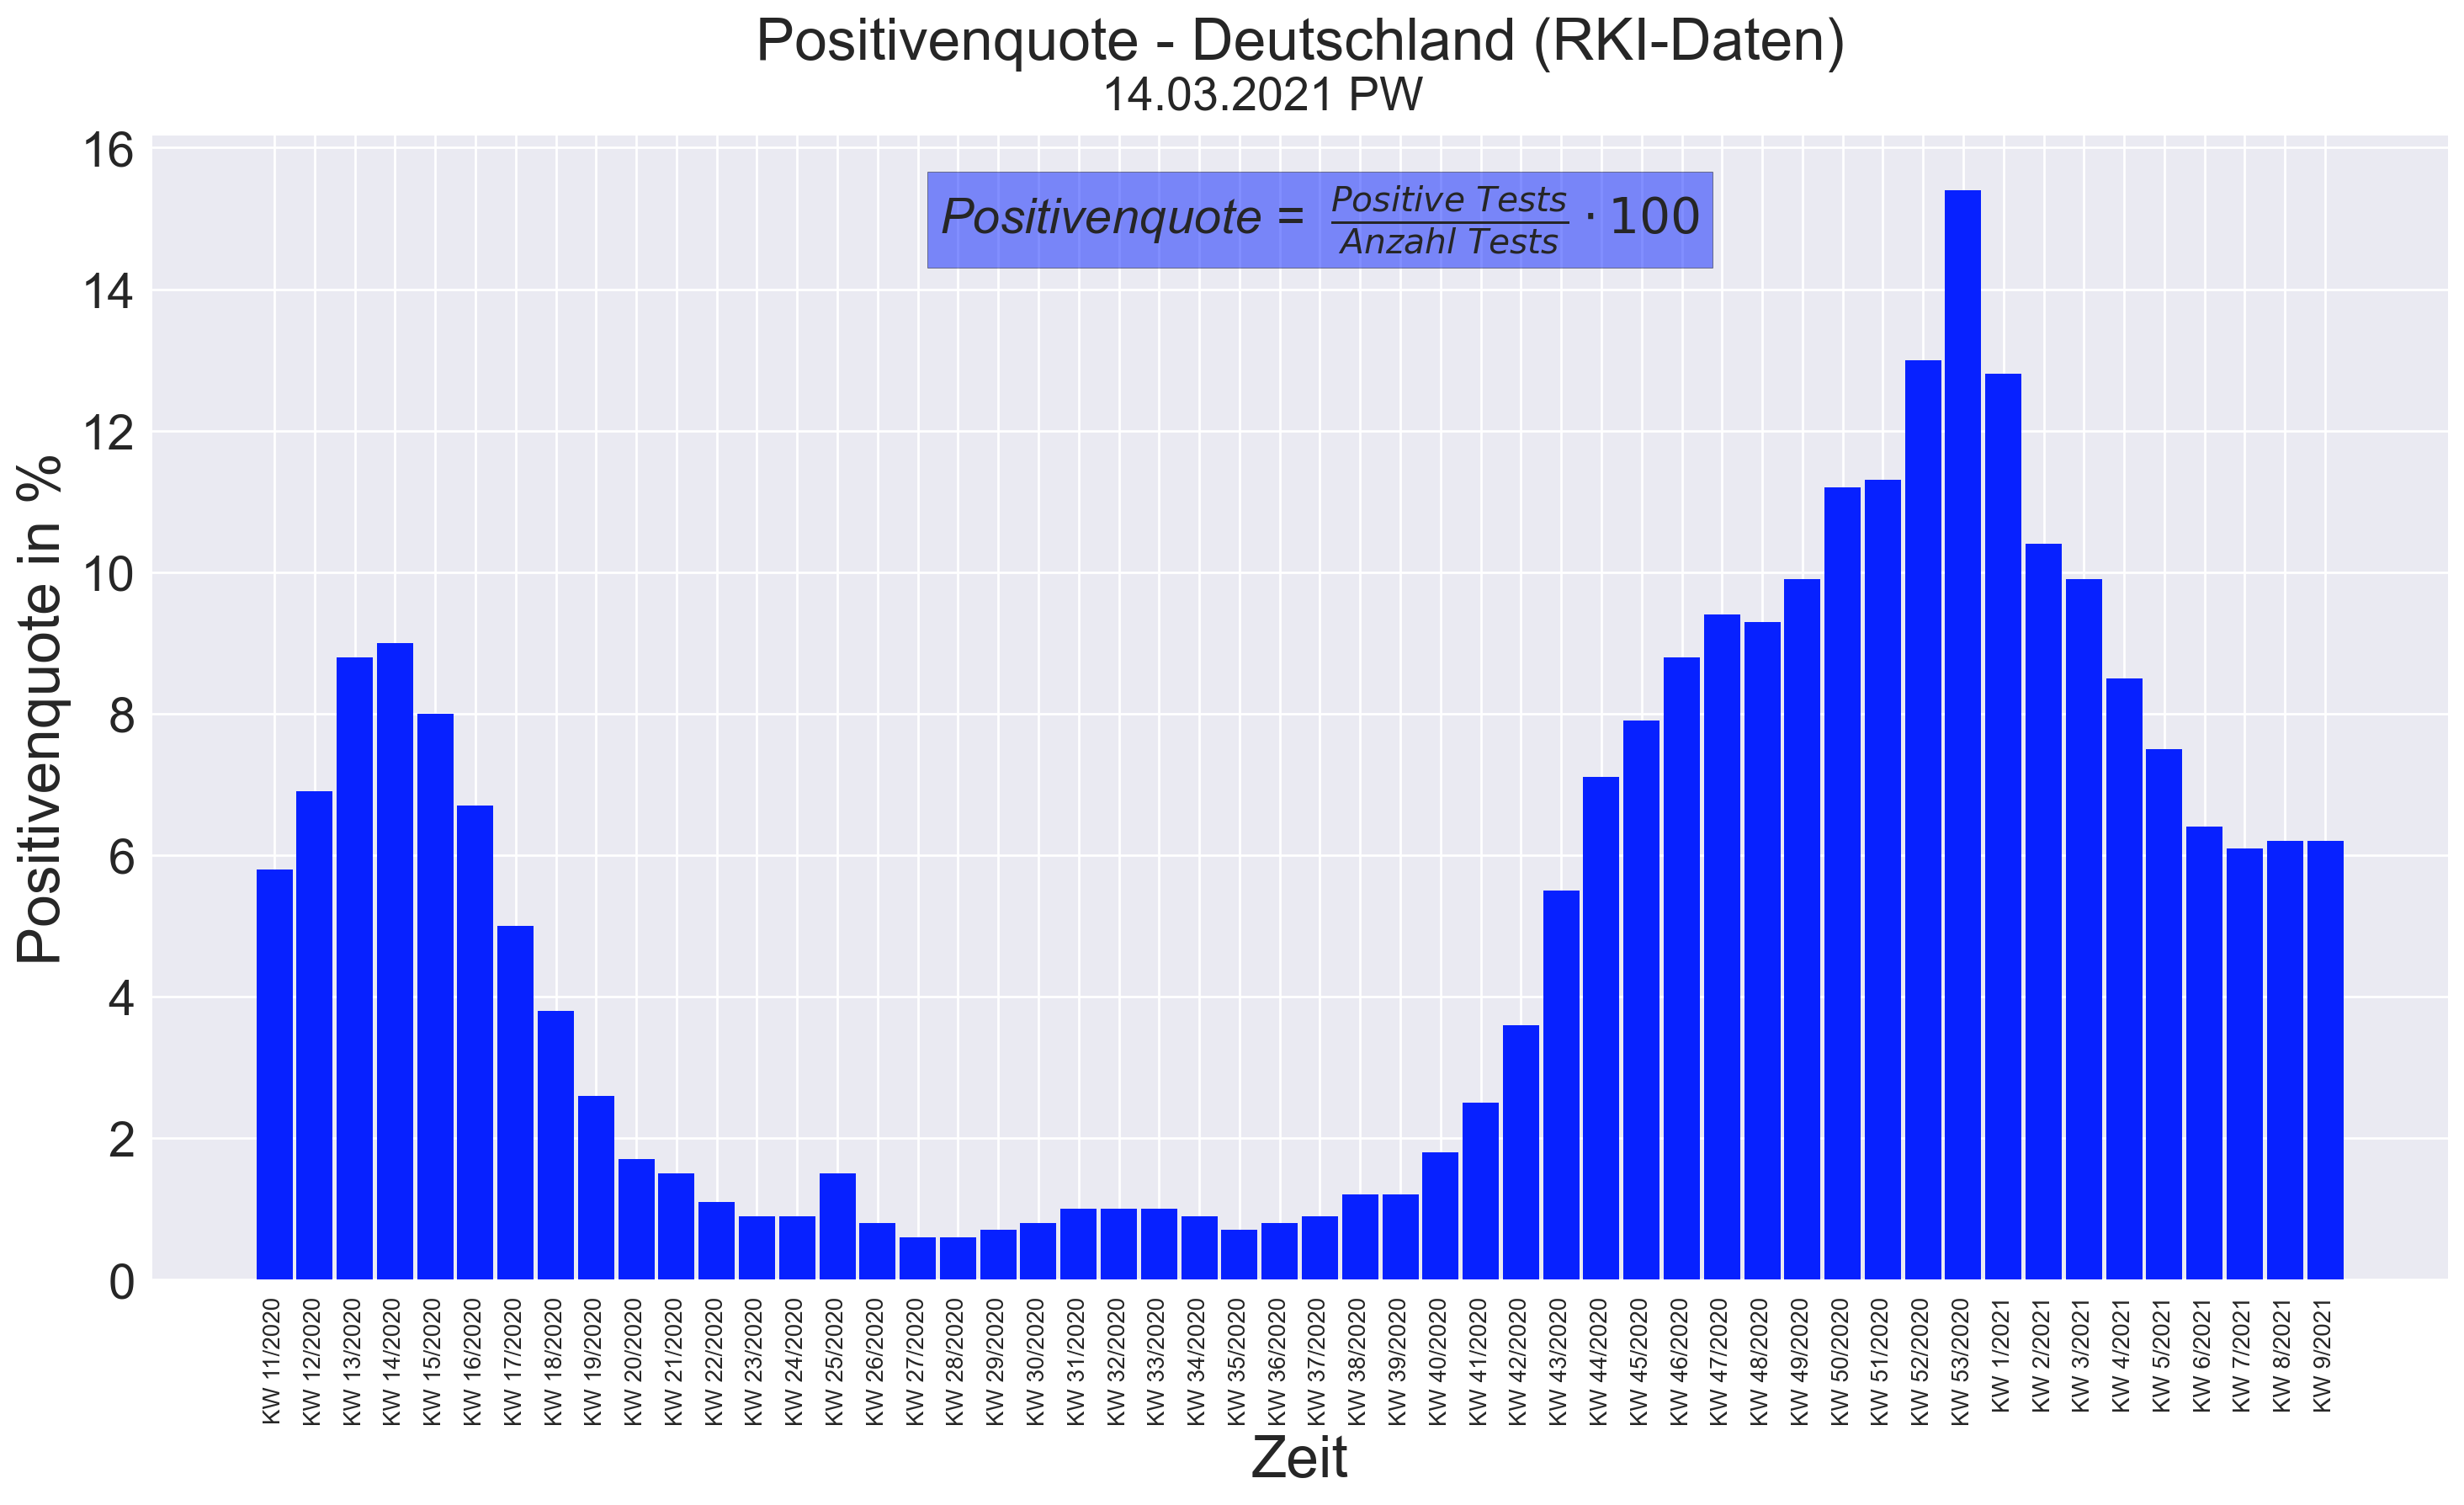 Positivenquote - Deutschland (RKI-Daten)
14.03.2021 PW
Positivenquote = Positive Tests / Anzahl Tests · 100
Positivenquote in %
16
14
12
10
8
6
4
2
0
KW 11/2020
KW 12/2020
KW 13/2020
KW 14/2020
KW 15/2020
KW 16/2020
KW 17/2020
KW 18/2020
KW 19/2020
KW 20/2020
KW 21/2020
KW 22/2020
KW 23/2020
KW 24/2020
KW 25/2020
KW 26/2020
KW 27/2020
KW 28/2020
KW 29/2020
KW 30/2020
KW 31/2020
KW 32/2020
KW 33/2020
KW 34/2020
KW 35/2020
KW 36/2020
KW 37/2020
KW 38/2020
KW 39/2020
KW 40/2020
KW 41/2020
KW 42/2020
KW 43/2020
KW 44/2020
KW 45/2020
KW 46/2020
KW 47/2020
KW 48/2020
KW 49/2020
KW 50/2020
KW 51/2020
KW 52/2020
KW 53/2020
KW 1/2021
KW 2/2021
KW 3/2021
KW 4/2021
KW 5/2021
KW 6/2021
KW 7/2021
KW 8/2021
KW 9/2021
Zeit